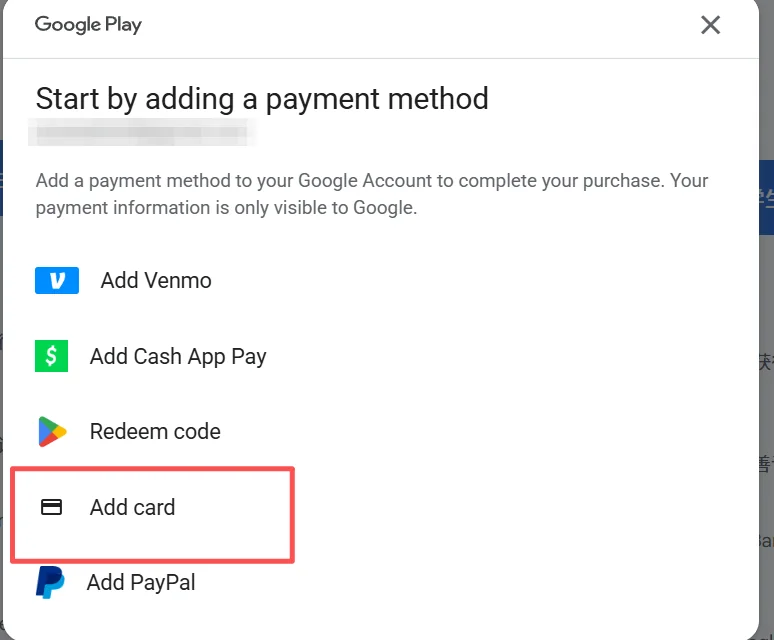 Google Play
Start by adding a payment method
Add a payment method to your Google Account to complete your purchase. Your
payment information is only visible to Google.
Add Venmo
Add Cash App Pay
Redeem code
Add card
Add PayPal